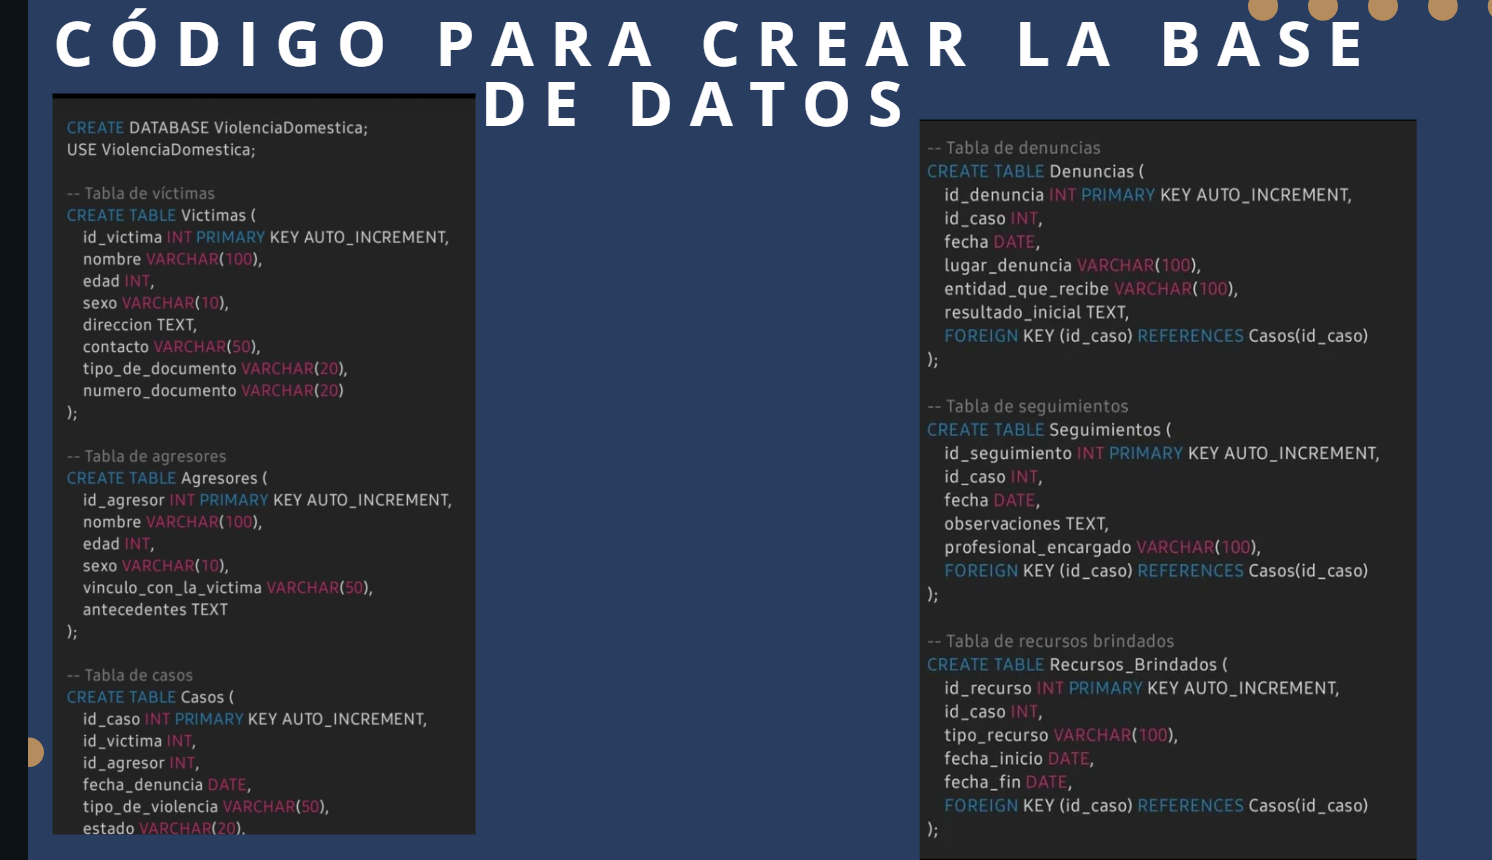 CÓDIGO PARA CREAR LA BASE
DE DATOS
CREATE DATABASE ViolenciaDomestica;
USE ViolenciaDomestica;
-- Tabla de víctimas
CREATE TABLE Victimas (
id_victima INT PRIMARY KEY AUTO_INCREMENT,
nombre VARCHAR(100),
edad INT,
sexo VARCHAR(10),
direccion TEXT,
contacto VARCHAR(50),
tipo_de_documento VARCHAR(20),
numero_documento VARCHAR(20)
);
-- Tabla de agresores
CREATE TABLE Agresores (
id_agresor INT PRIMARY KEY AUTO_INCREMENT,
nombre VARCHAR(100),
edad INT,
sexo VARCHAR(10),
vinculo_con_la_victima VARCHAR(50),
antecedentes TEXT
);
-- Tabla de casos
CREATE TABLE Casos (
id_caso INT PRIMARY KEY AUTO_INCREMENT,
id_victima INT,
id_agresor INT,
fecha_denuncia DATE,
tipo_de_violencia VARCHAR(50),
estado VARCHAR(20),
-- Tabla de denuncias
CREATE TABLE Denuncias (
id_denuncia INT PRIMARY KEY AUTO_INCREMENT,
id_caso INT,
fecha DATE,
lugar_denuncia VARCHAR(100),
entidad_que_recibe VARCHAR(100),
resultado_inicial TEXT,
FOREIGN KEY (id_caso) REFERENCES Casos(id_caso)
);
-- Tabla de seguimientos
CREATE TABLE Seguimientos (
id_seguimiento INT PRIMARY KEY AUTO_INCREMENT,
id_caso INT,
fecha DATE,
observaciones TEXT,
profesional_encargado VARCHAR(100),
FOREIGN KEY (id_caso) REFERENCES Casos(id_caso)
);
-- Tabla de recursos brindados
CREATE TABLE Recursos_Brindados (
id_recurso INT PRIMARY KEY AUTO_INCREMENT,
id_caso INT,
tipo_recurso VARCHAR(100),
fecha_inicio DATE,
fecha_fin DATE,
FOREIGN KEY (id_caso) REFERENCES Casos(id_caso)
);